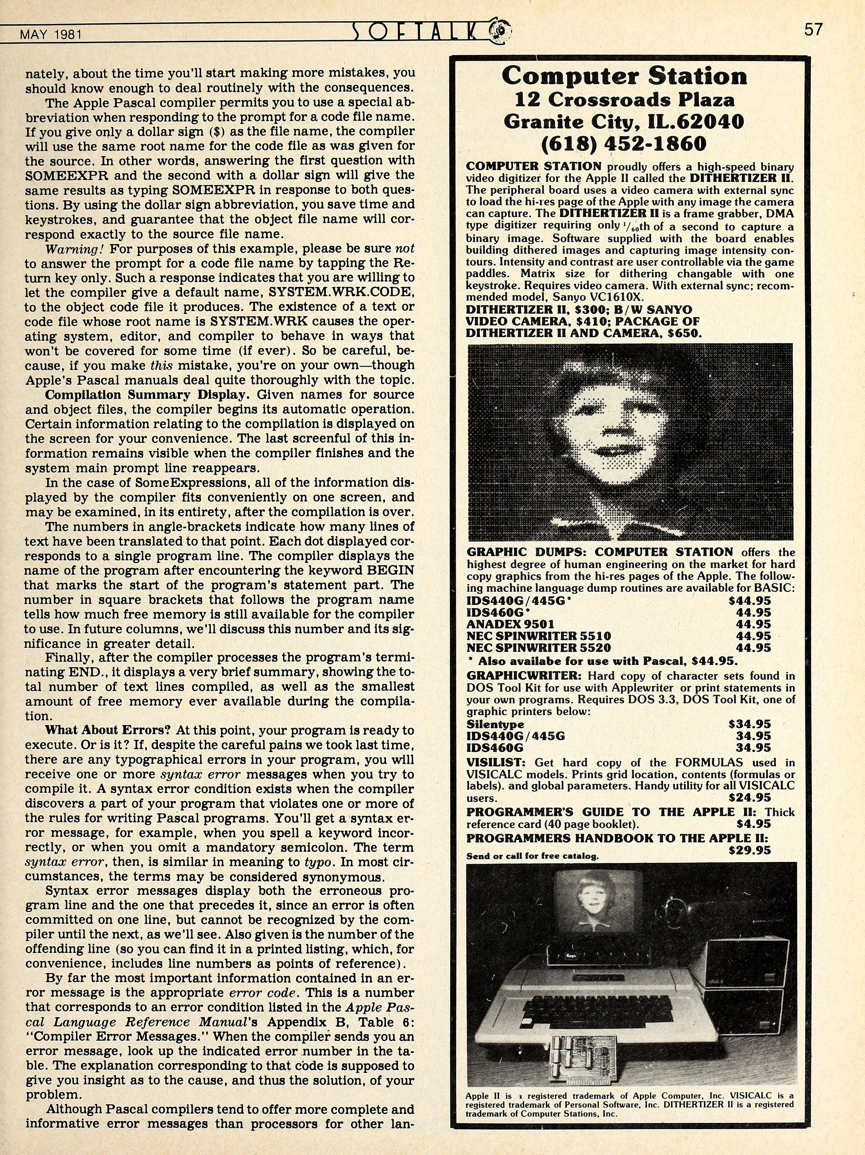 MAY 1981
SOFTALK
57
nately, about the time you'll start making more mistakes, you
should know enough to deal routinely with the consequences.
The Apple Pascal compiler permits you to use a special ab-
breviation when responding to the prompt for a code file name.
If you give only a dollar sign ($) as the file name, the compiler
will use the same root name for the code file as was given for
the source. In other words, answering the first question with
SOMEEXPR and the second with a dollar sign will give the
same results as typing SOMEEXPR in response to both ques-
tions. By using the dollar sign abbreviation, you save time and
keystrokes, and guarantee that the object file name will cor-
respond exactly to the source file name.
Warning! For purposes of this example, please be sure not
to answer the prompt for a code file name by tapping the Re-
turn key only. Such a response indicates that you are willing to
let the compiler give a default name, SYSTEM.WRK.CODE,
to the object code file it produces. The existence of a text or
code file whose root name is SYSTEM.WRK causes the oper-
ating system, editor, and compiler to behave in ways that
won't be covered for some time (if ever). So be careful, be-
cause, if you make this mistake, you're on your own—though
Apple's Pascal manuals deal quite thoroughly with the topic.
Compilation Summary Display. Given names for source
and object files, the compiler begins its automatic operation.
Certain information relating to the compilation is displayed on
the screen for your convenience. The last screenful of this in-
formation remains visible when the compiler finishes and the
system main prompt line reappears.
In the case of SomeExpressions, all of the information dis-
played by the compiler fits conveniently on one screen, and
may be examined, in its entirety, after the compilation is over.
The numbers in angle-brackets indicate how many lines of
text have been translated to that point. Each dot displayed cor-
responds to a single program line. The compiler displays the
name of the program after encountering the keyword BEGIN
that marks the start of the program's statement part. The
number in square brackets that follows the program name
tells how much free memory is still available for the compiler
to use. In future columns, we'll discuss this number and its sig-
nificance in greater detail.
Finally, after the compiler processes the program's termi-
nating END., it displays a very brief summary, showing the to-
tal number of text lines compiled, as well as the smallest
amount of free memory ever available during the compila-
tion.
What About Errors? At this point, your program is ready to
execute. Or is it? If, despite the careful pains we took last time,
there are any typographical errors in your program, you will
receive one or more syntax error messages when you try to
compile it. A syntax error condition exists when the compiler
discovers a part of your program that violates one or more of
the rules for writing Pascal programs. You'll get a syntax er-
ror message, for example, when you spell a keyword incor-
rectly, or when you omit a mandatory semicolon. The term
syntax error, then, is similar in meaning to typo. In most cir-
cumstances, the terms may be considered synonymous.
Syntax error messages display both the erroneous pro-
gram line and the one that precedes it, since an error is often
committed on one line, but cannot be recognized by the com-
piler until the next, as we'll see. Also given is the number of the
offending line (so you can find it in a printed listing, which, for
convenience, includes line numbers as points of reference).
By far the most important information contained in an er-
ror message is the appropriate error code. This is a number
that corresponds to an error condition listed in the Apple Pas-
cal Language Reference Manual's Appendix B, Table 6:
"Compiler Error Messages." When the compiler sends you an
error message, look up the indicated error number in the ta-
ble. The explanation corresponding to that code is supposed to
give you insight as to the cause, and thus the solution, of your
problem.
Although Pascal compilers tend to offer more complete and
informative error messages than processors for other lan-
Computer Station
12 Crossroads Plaza
Granite City, IL.62040
(618) 452-1860
COMPUTER STATION proudly offers a high-speed binary
video digitizer for the Apple II called the DITHERTIZER II.
The peripheral board uses a video camera with external sync
to load the hi-res page of the Apple with any image the camera
can capture. The DITHERTIZER II is a frame grabber, DMA
type digitizer requiring only 1/60th of a second to capture a
binary image. Software supplied with the board enables
building dithered images and capturing image intensity con-
tours. Intensity and contrast are user controllable via the game
paddles. Matrix size for dithering changable with one
keystroke. Requires video camera. With external sync; recom-
mended model, Sanyo VC1610X.
DITHERTIZER II, $300; B/W SANYO
VIDEO CAMERA, $410; PACKAGE OF
DITHERTIZER II AND CAMERA, $650.
GRAPHIC DUMPS: COMPUTER STATION offers the
highest degree of human engineering on the market for hard
copy graphics from the hi-res pages of the Apple. The follow-
ing machine language dump routines are available for BASIC:
IDS440G/445G* $44.95
IDS460G* 44.95
ANADEX 9501 44.95
NEC SPINWRITER 5510 44.95
NEC SPINWRITER 5520 44.95
* Also availabe for use with Pascal, $44.95.
GRAPHICWRITER: Hard copy of character sets found in
DOS Tool Kit for use with Applewriter or print statements in
your own programs. Requires DOS 3.3, DOS Tool Kit, one of
graphic printers below:
Silentype $34.95
IDS440G/445G 34.95
IDS460G 34.95
VISILIST: Get hard copy of the FORMULAS used in
VISICALC models. Prints grid location, contents (formulas or
labels). and global parameters. Handy utility for all VISICALC
users. $24.95
PROGRAMMER'S GUIDE TO THE APPLE II: Thick
reference card (40 page booklet). $4.95
PROGRAMMERS HANDBOOK TO THE APPLE II:
$29.95
Send or call for free catalog.
Apple II is a registered trademark of Apple Computer, Inc. VISICALC is a
registered trademark of Personal Software, Inc. DITHERTIZER II is a registered
trademark of Computer Stations, Inc.